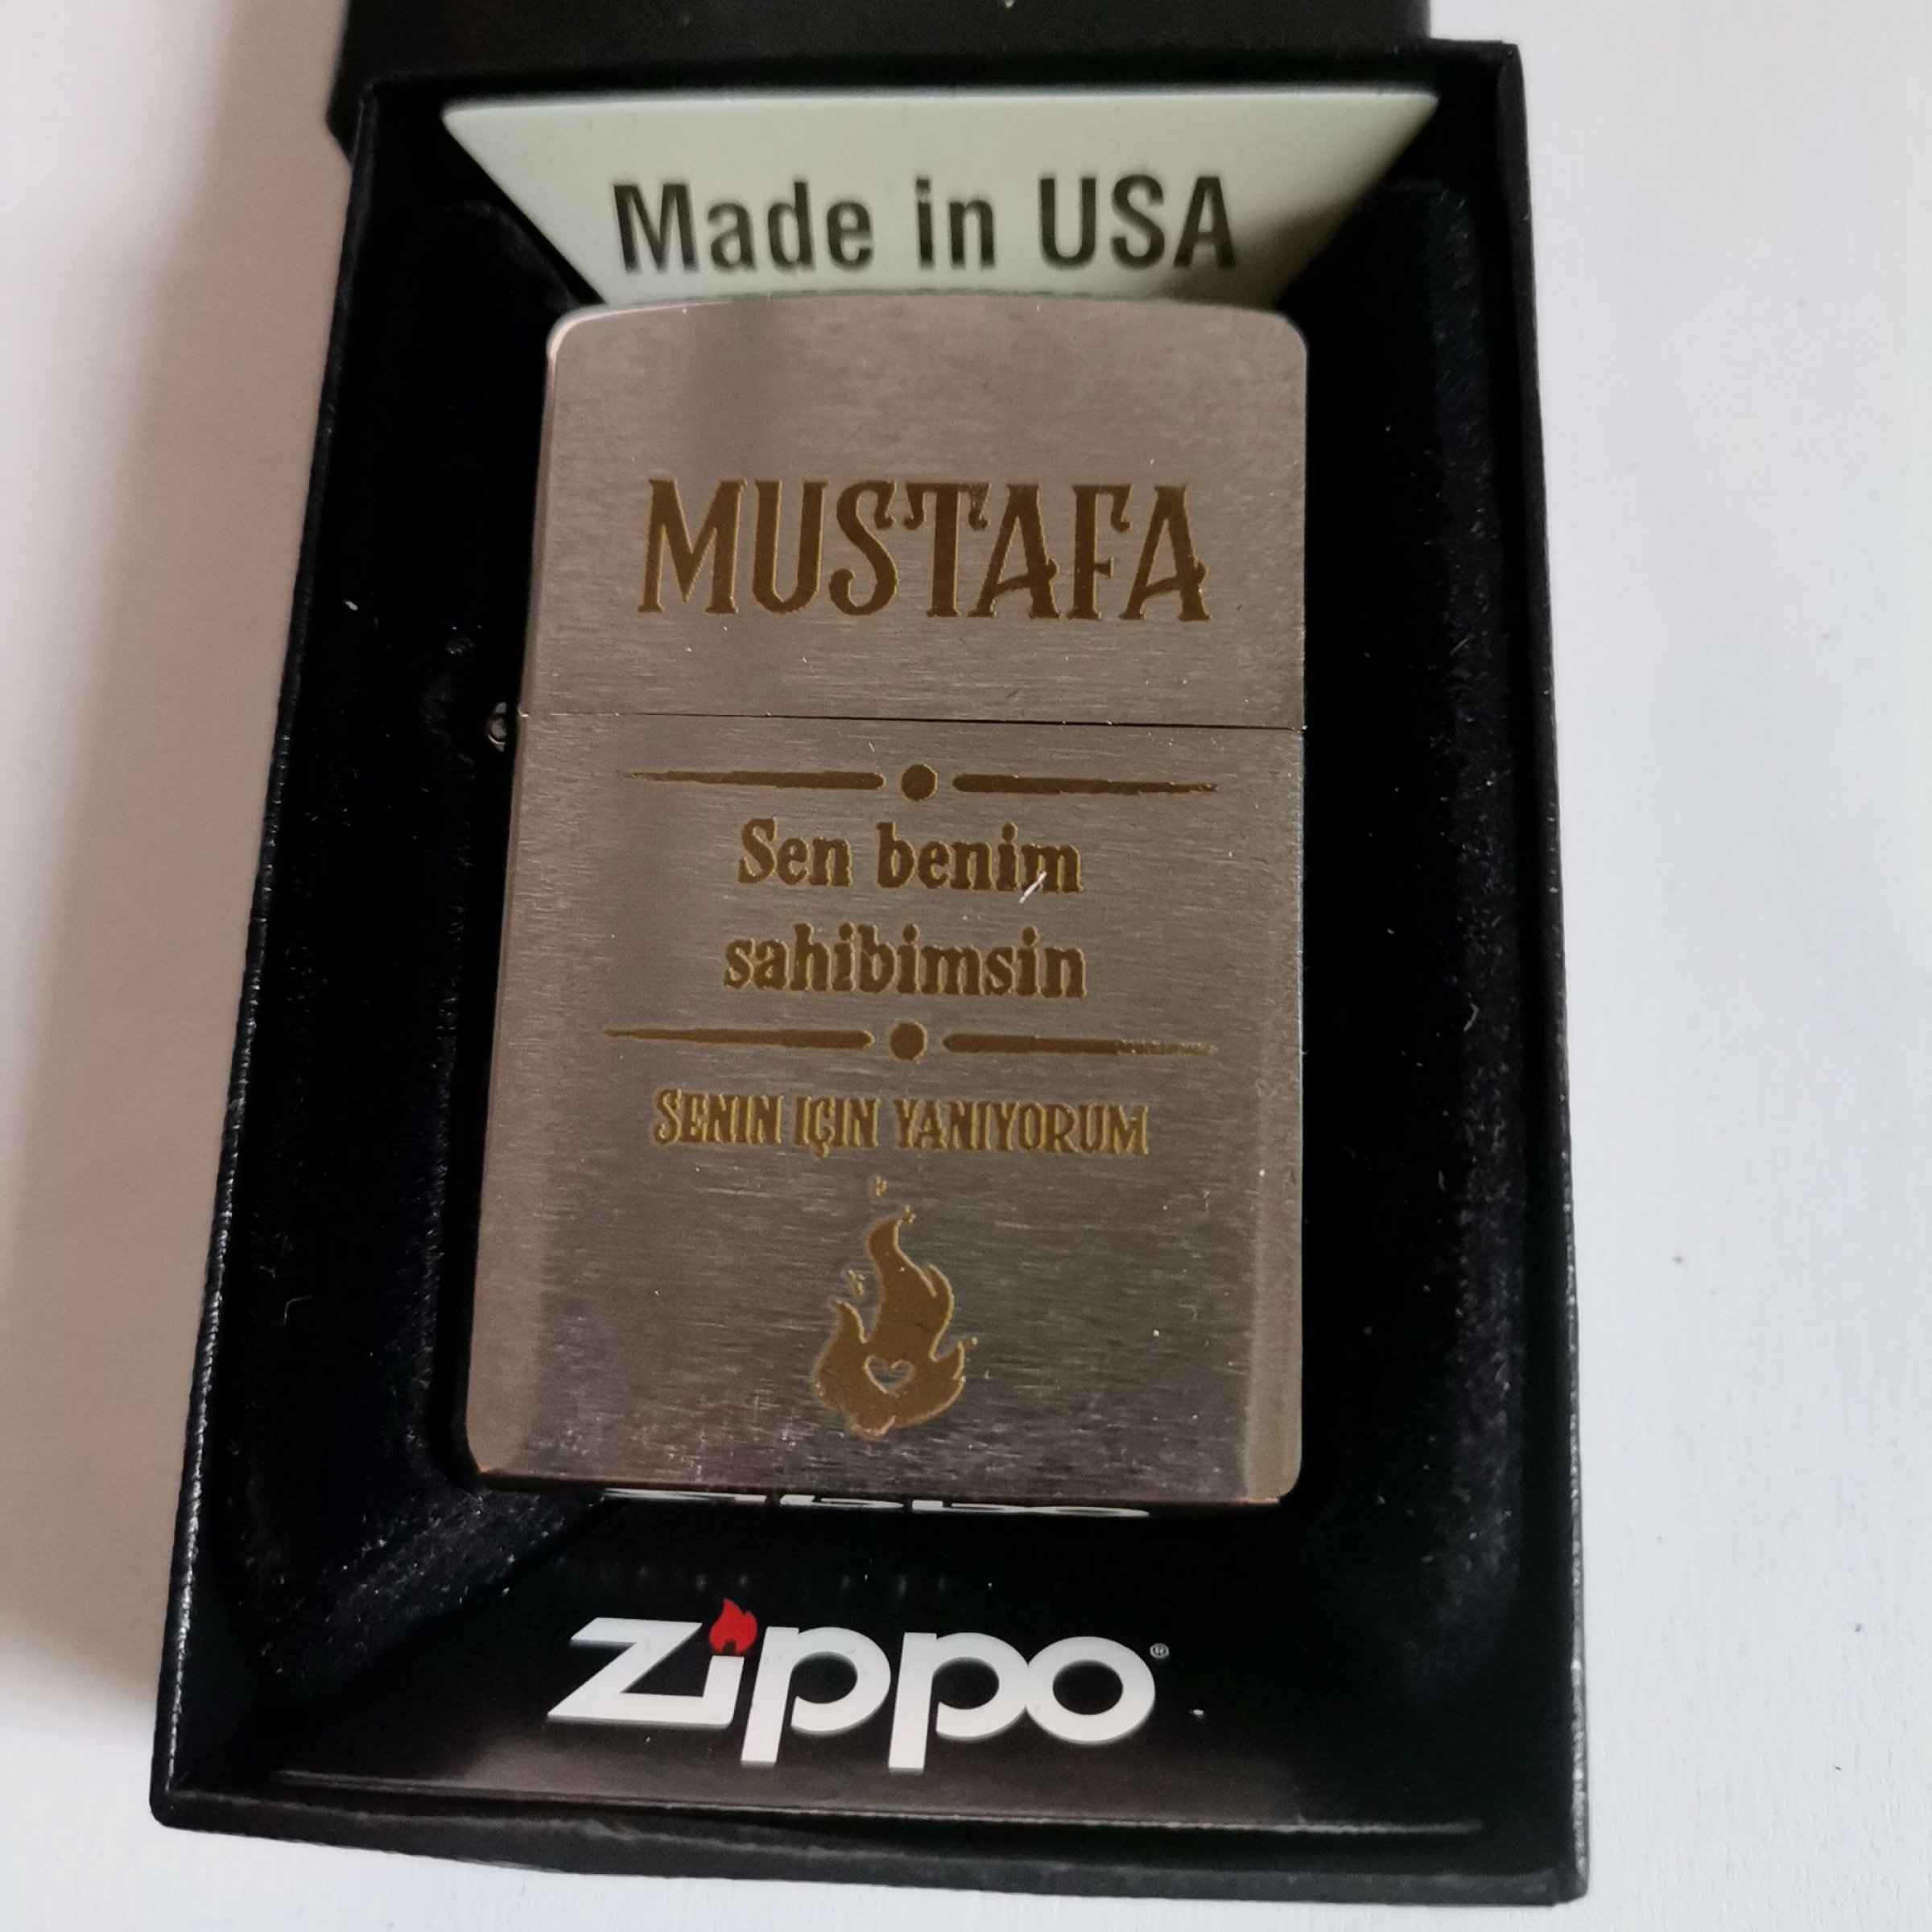 Made in USA
MUSTAFA
Sen benim
sahibimsin
SENIN IÇIN YANIYORUM
Zippo®